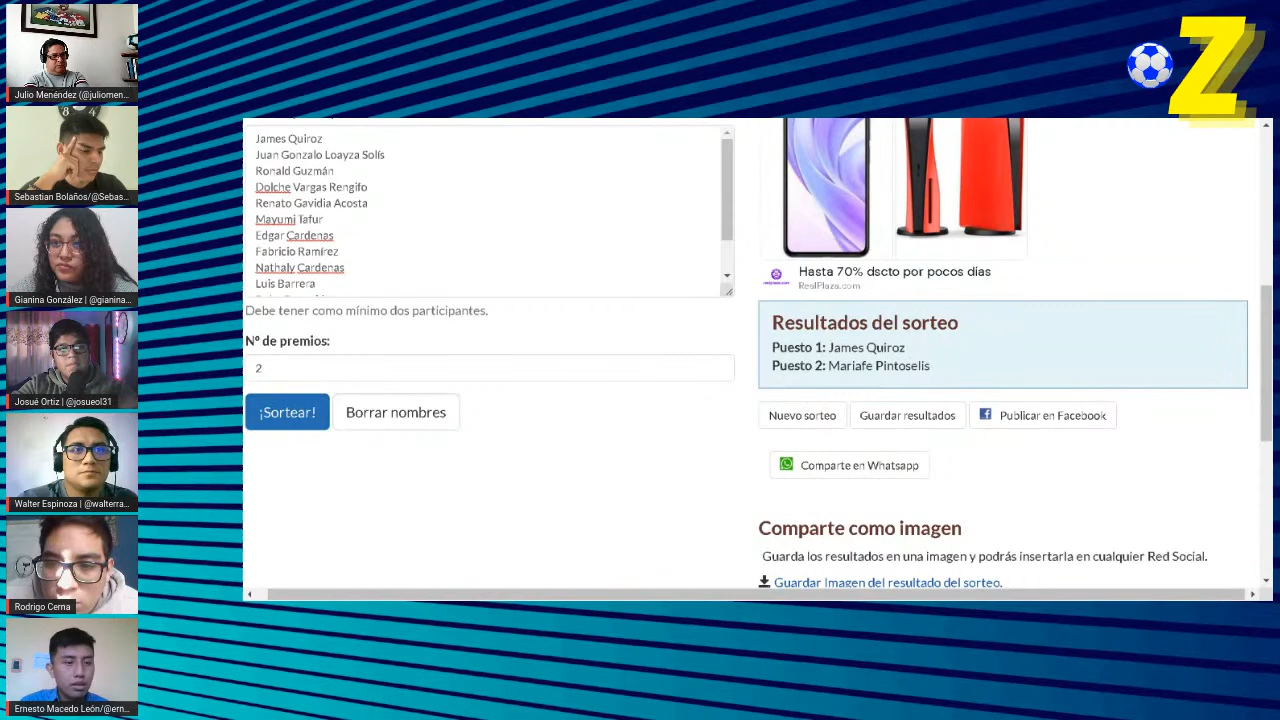 Julio Menéndez (@juliomen...
8 4
Sebastian Bolaños/@Sebas...
Gianina González | @gianina...
Josué Ortiz | @josueol31
Walter Espinoza | @walterra...
Rodrigo Cerna
Ernesto Macedo León/@ern...
Z
James Quiroz
Juan Gonzalo Loayza Solís
Ronald Guzmán
Dolche Vargas Rengifo
Renato Gavidia Acosta
Mayumi Tafur
Edgar Cardenas
Fabricio Ramírez
Nathaly Cardenas
Luis Barrera
Debe tener como mínimo dos participantes.
Nº de premios:
2
¡Sortear!
Borrar nombres
Hasta 70% dscto por pocos días
RealPlaza.com
Resultados del sorteo
Puesto 1: James Quiroz
Puesto 2: Mariafe Pintoselis
Nuevo sorteo
Guardar resultados
Publicar en Facebook
Comparte en Whatsapp
Comparte como imagen
Guarda los resultados en una imagen y podrás insertarla en cualquier Red Social.
Guardar Imagen del resultado del sorteo.